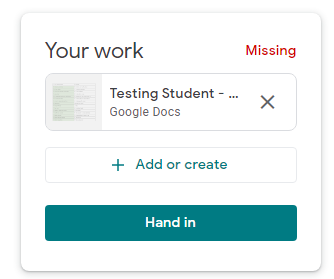 Your work
Missing
Testing Student - ...
Google Docs
Add or create
Hand in